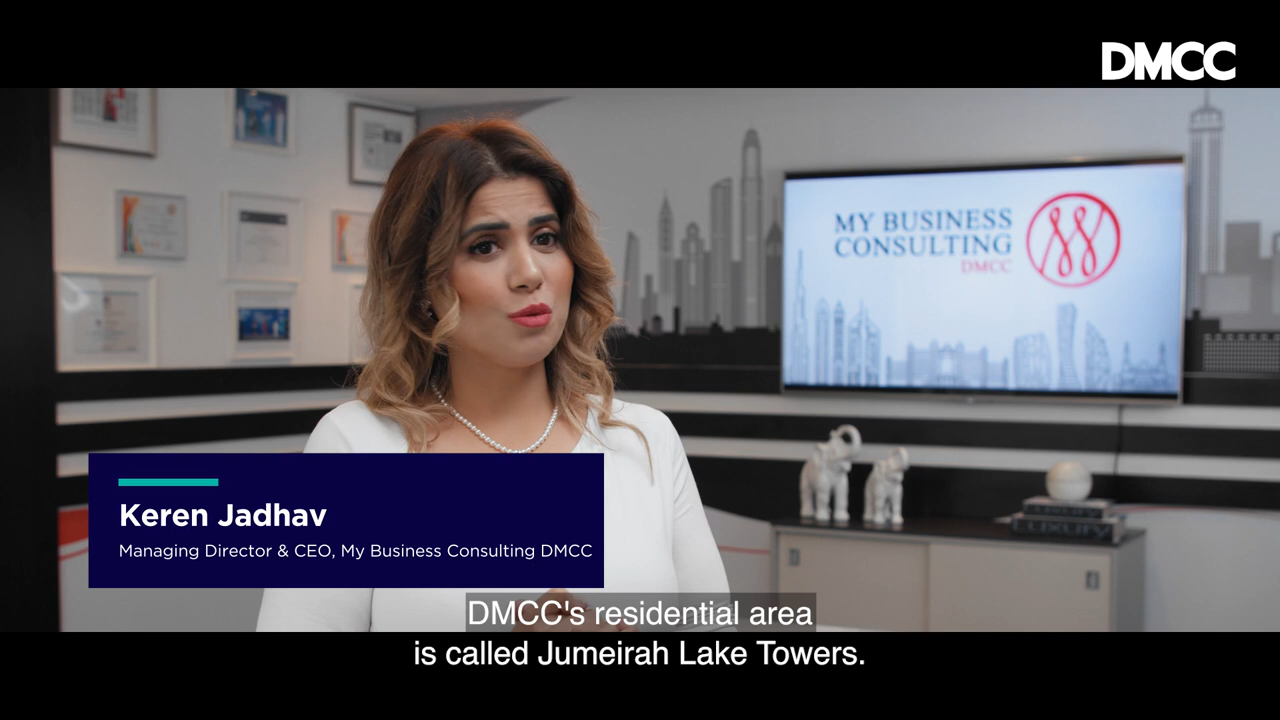 DMCC
MY BUSINESS
CONSULTING
DMCC
LUXURY
Keren Jadhav
Managing Director & CEO, My Business Consulting DMCC
DMCC's residential area
is called Jumeirah Lake Towers.